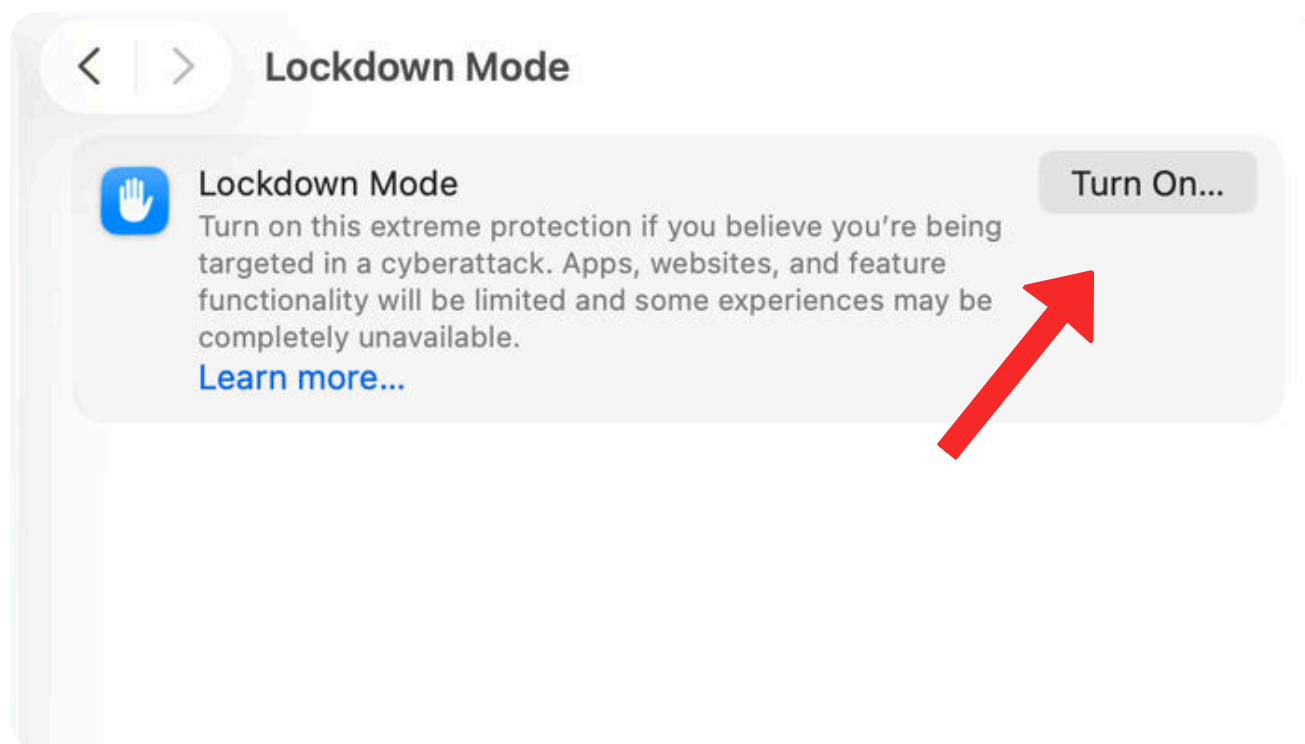 Lockdown Mode
Lockdown Mode
Turn On...
Turn on this extreme protection if you believe you’re being
targeted in a cyberattack. Apps, websites, and feature
functionality will be limited and some experiences may be
completely unavailable.
Learn more...